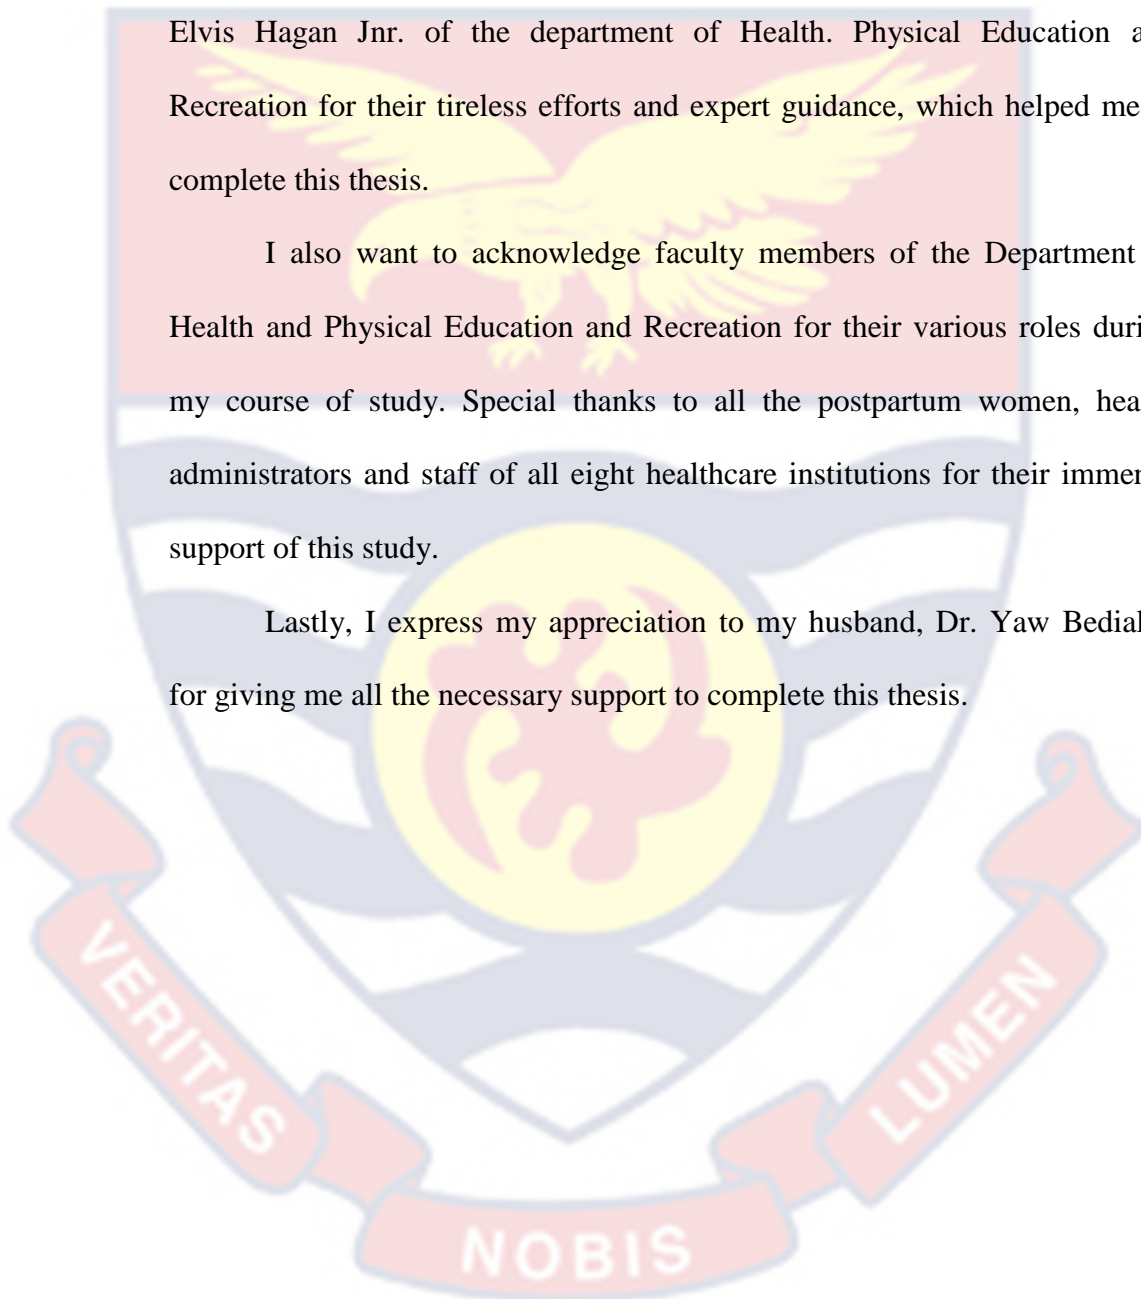 Elvis Hagan Jnr. of the department of Health. Physical Education a
Recreation for their tireless efforts and expert guidance, which helped me
complete this thesis.
I also want to acknowledge faculty members of the Department
Health and Physical Education and Recreation for their various roles duri
my course of study. Special thanks to all the postpartum women, hea
administrators and staff of all eight healthcare institutions for their immer
support of this study.
Lastly, I express my appreciation to my husband, Dr. Yaw Bedial
for giving me all the necessary support to complete this thesis.
VERITAS
NOBIS
LUMEN